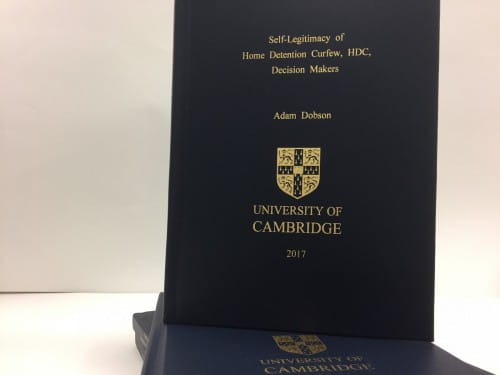 Self-Legitimacy of
Home Detention Curfew, HDC,
Decision Makers
Adam Dobson
UNIVERSITY OF
CAMBRIDGE
2017
UNIVERSITY OF
CAMBRIDGE